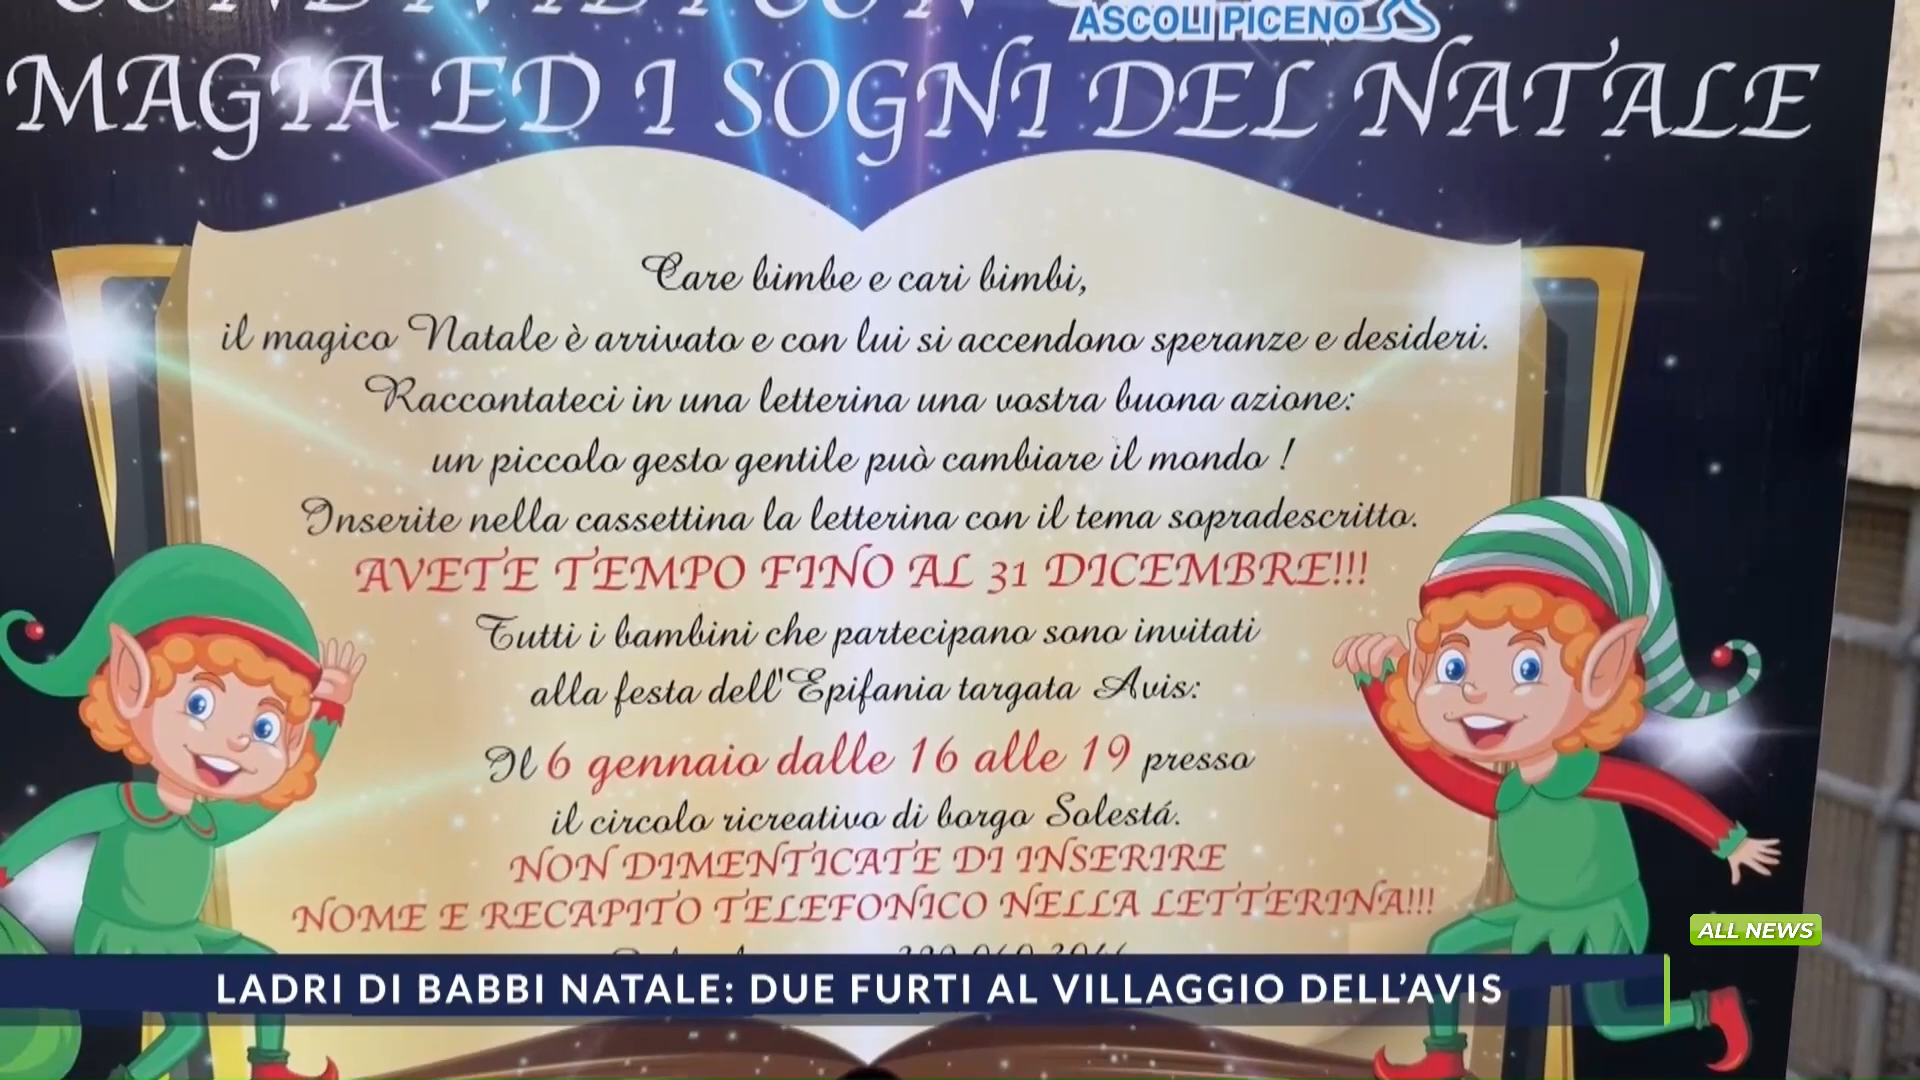 CONDIVIDI CON
ASCOLI PICENO
MAGIA ED I SOGNI DEL NATALE
Care bimbe e cari bimbi,
il magico Natale è arrivato e con lui si accendono speranze e desideri.
Raccontateci in una letterina una vostra buona azione:
un piccolo gesto gentile può cambiare il mondo !
Inserite nella cassettina la letterina con il tema sopradescritto.
AVETE TEMPO FINO AL 31 DICEMBRE!!!
Tutti i bambini che partecipano sono invitati
alla festa dell'Epifania targata Avis:
Il 6 gennaio dalle 16 alle 19 presso
il circolo ricreativo di borgo Solestá.
NON DIMENTICATE DI INSERIRE
NOME E RECAPITO TELEFONICO NELLA LETTERINA!!!
ALL NEWS
LADRI DI BABBI NATALE: DUE FURTI AL VILLAGGIO DELL'AVIS